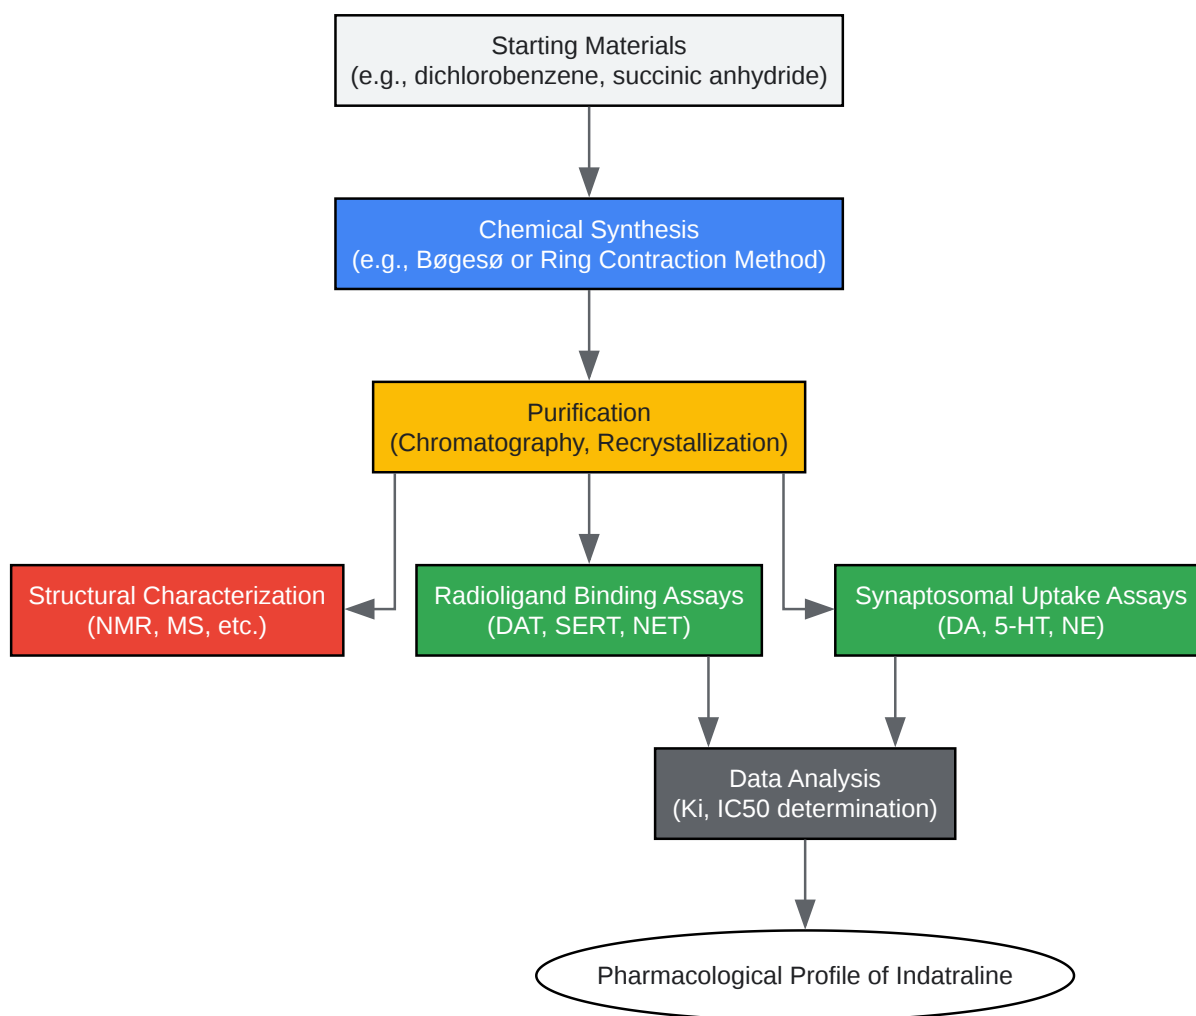 Starting Materials
(e.g., dichlorobenzene, succinic anhydride)
Chemical Synthesis
(e.g., Bøgesø or Ring Contraction Method)
Purification
(Chromatography, Recrystallization)
Structural Characterization
(NMR, MS, etc.)
Radioligand Binding Assays
(DAT, SERT, NET)
Synaptosomal Uptake Assays
(DA, 5-HT, NE)
Data Analysis
(Ki, IC50 determination)
Pharmacological Profile of Indatraline